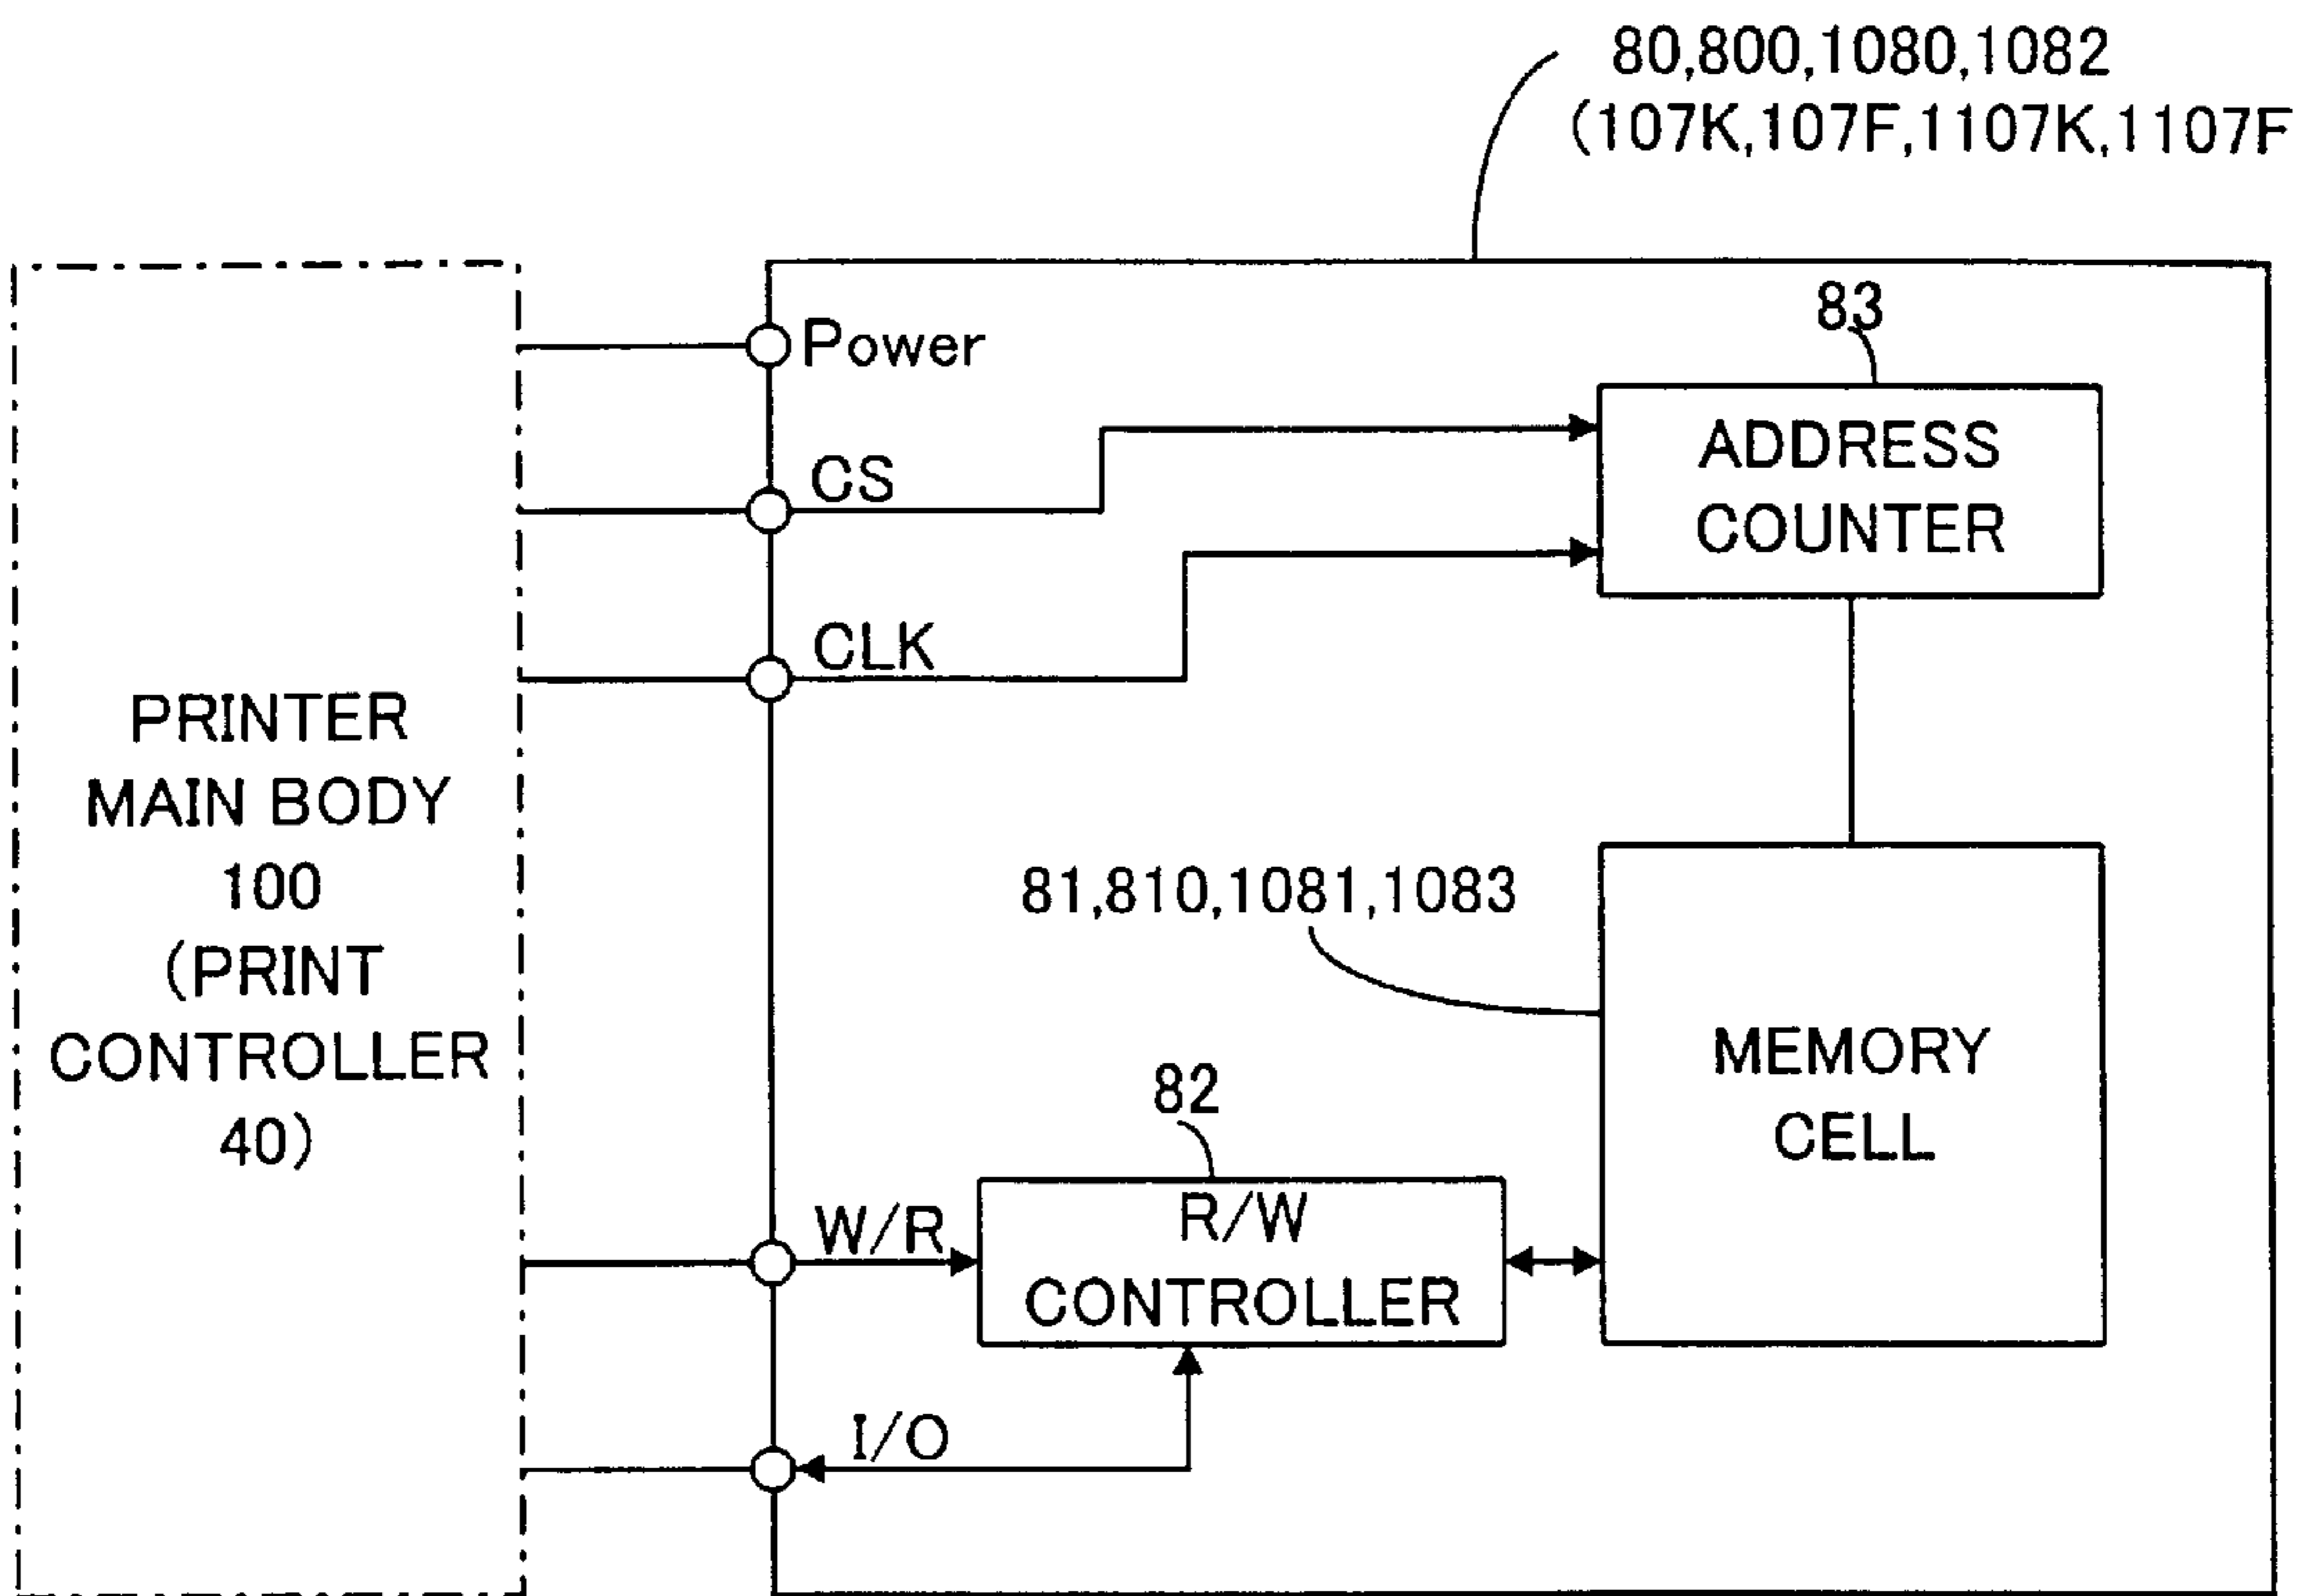 80,800,1080,1082
(107K,107F,1107K,1107F
83
Power
ADDRESS
COUNTER
CS
CLK
PRINTER
MAIN BODY
100
(PRINT
CONTROLLER
40)
81,810,1081,1083
MEMORY
CELL
82
W/R
R/W
CONTROLLER
I/O